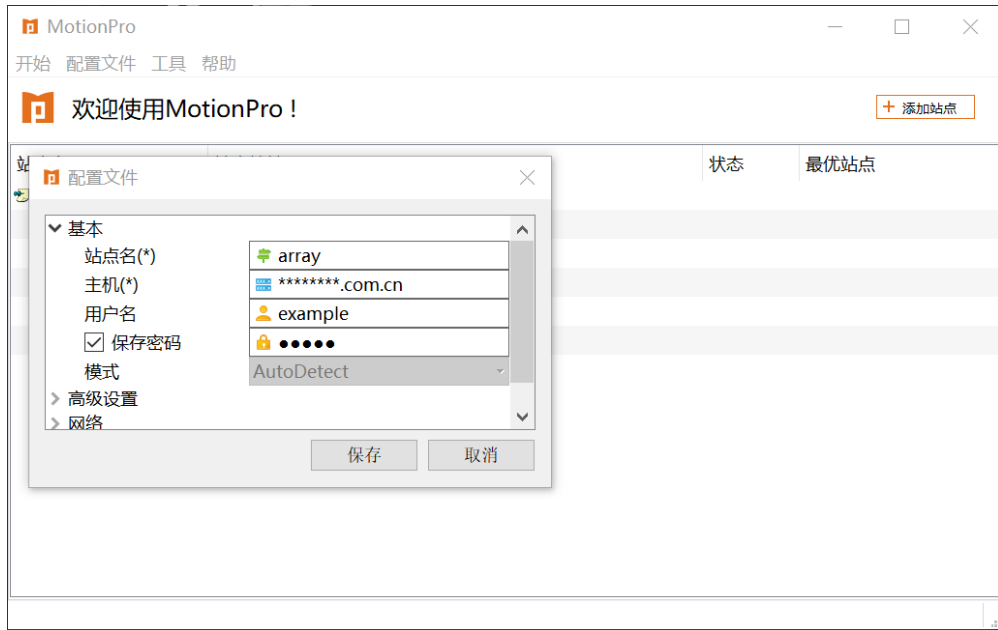 MotionPro
开始 配置文件 工具 帮助
欢迎使用MotionPro！
添加站点
站
状态 最优站点
配置文件
基本
站点名(*) array
主机(*) ********.com.cn
用户名 example
保存密码 ●●●●●
模式 AutoDetect
高级设置
网络
保存 取消